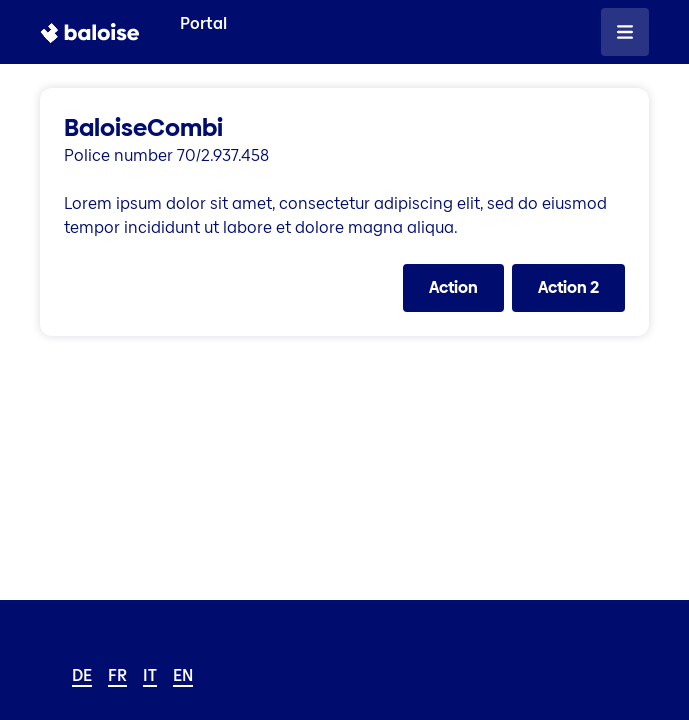 baloise
Portal
BaloiseCombi
Police number 70/2.937.458
Lorem ipsum dolor sit amet, consectetur adipiscing elit, sed do eiusmod
tempor incididunt ut labore et dolore magna aliqua.
Action
Action 2
DE FR IT EN